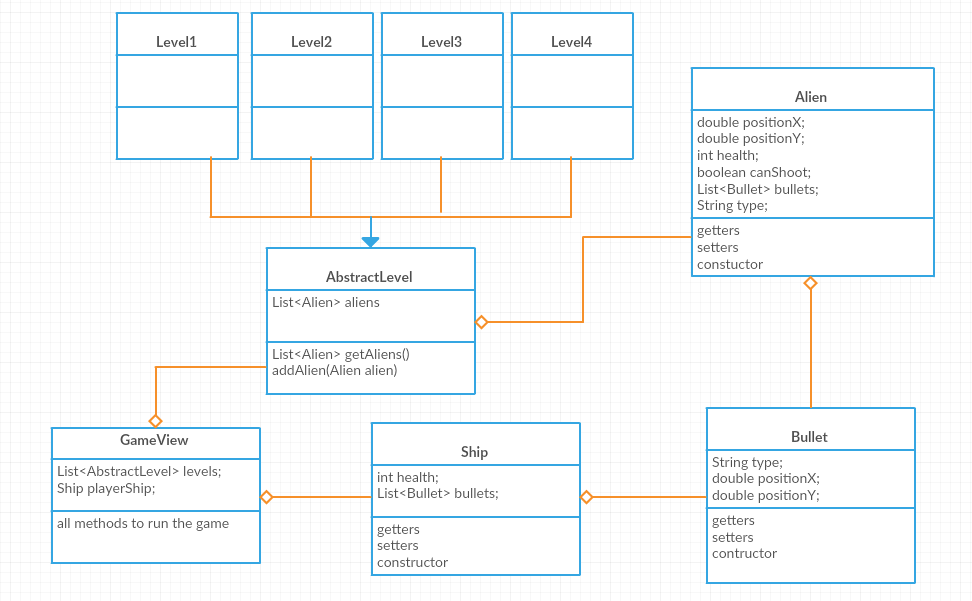 Level1
Level2
Level3
Level4
Alien
double positionX;
double positionY;
int health;
boolean canShoot;
List<Bullet> bullets;
String type;
getters
setters
constuctor
AbstractLevel
List<Alien> aliens
List<Alien> getAliens()
addAlien(Alien alien)
GameView
List<AbstractLevel> levels;
Ship playerShip;
all methods to run the game
Ship
int health;
List<Bullet> bullets;
getters
setters
constructor
Bullet
String type;
double positionX;
double positionY;
getters
setters
contructor